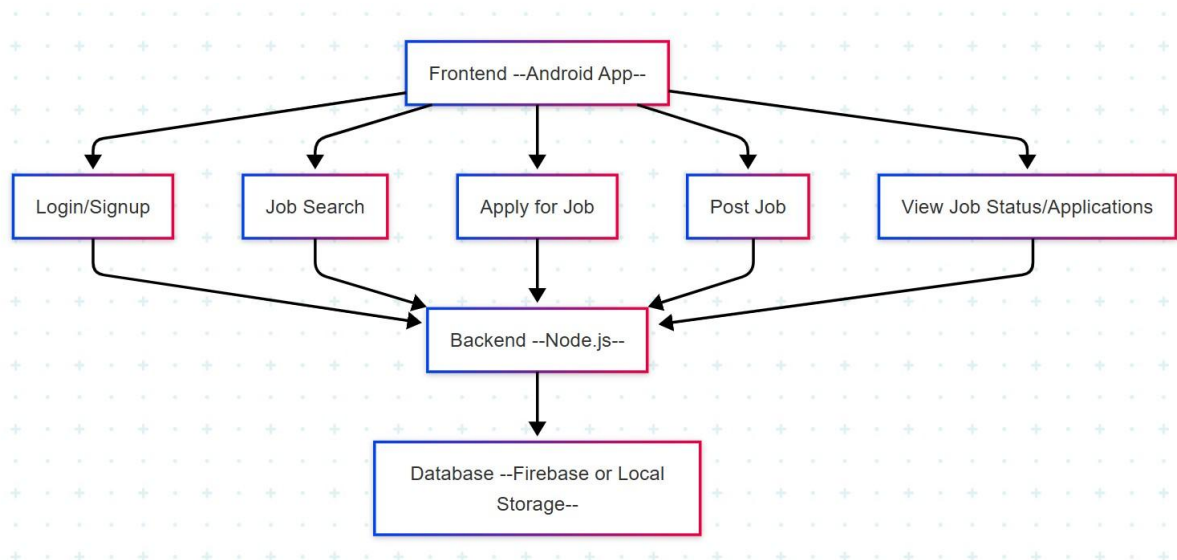 Frontend --Android App--
Login/Signup
Job Search
Apply for Job
Post Job
View Job Status/Applications
Backend --Node.js--
Database --Firebase or Local
Storage--